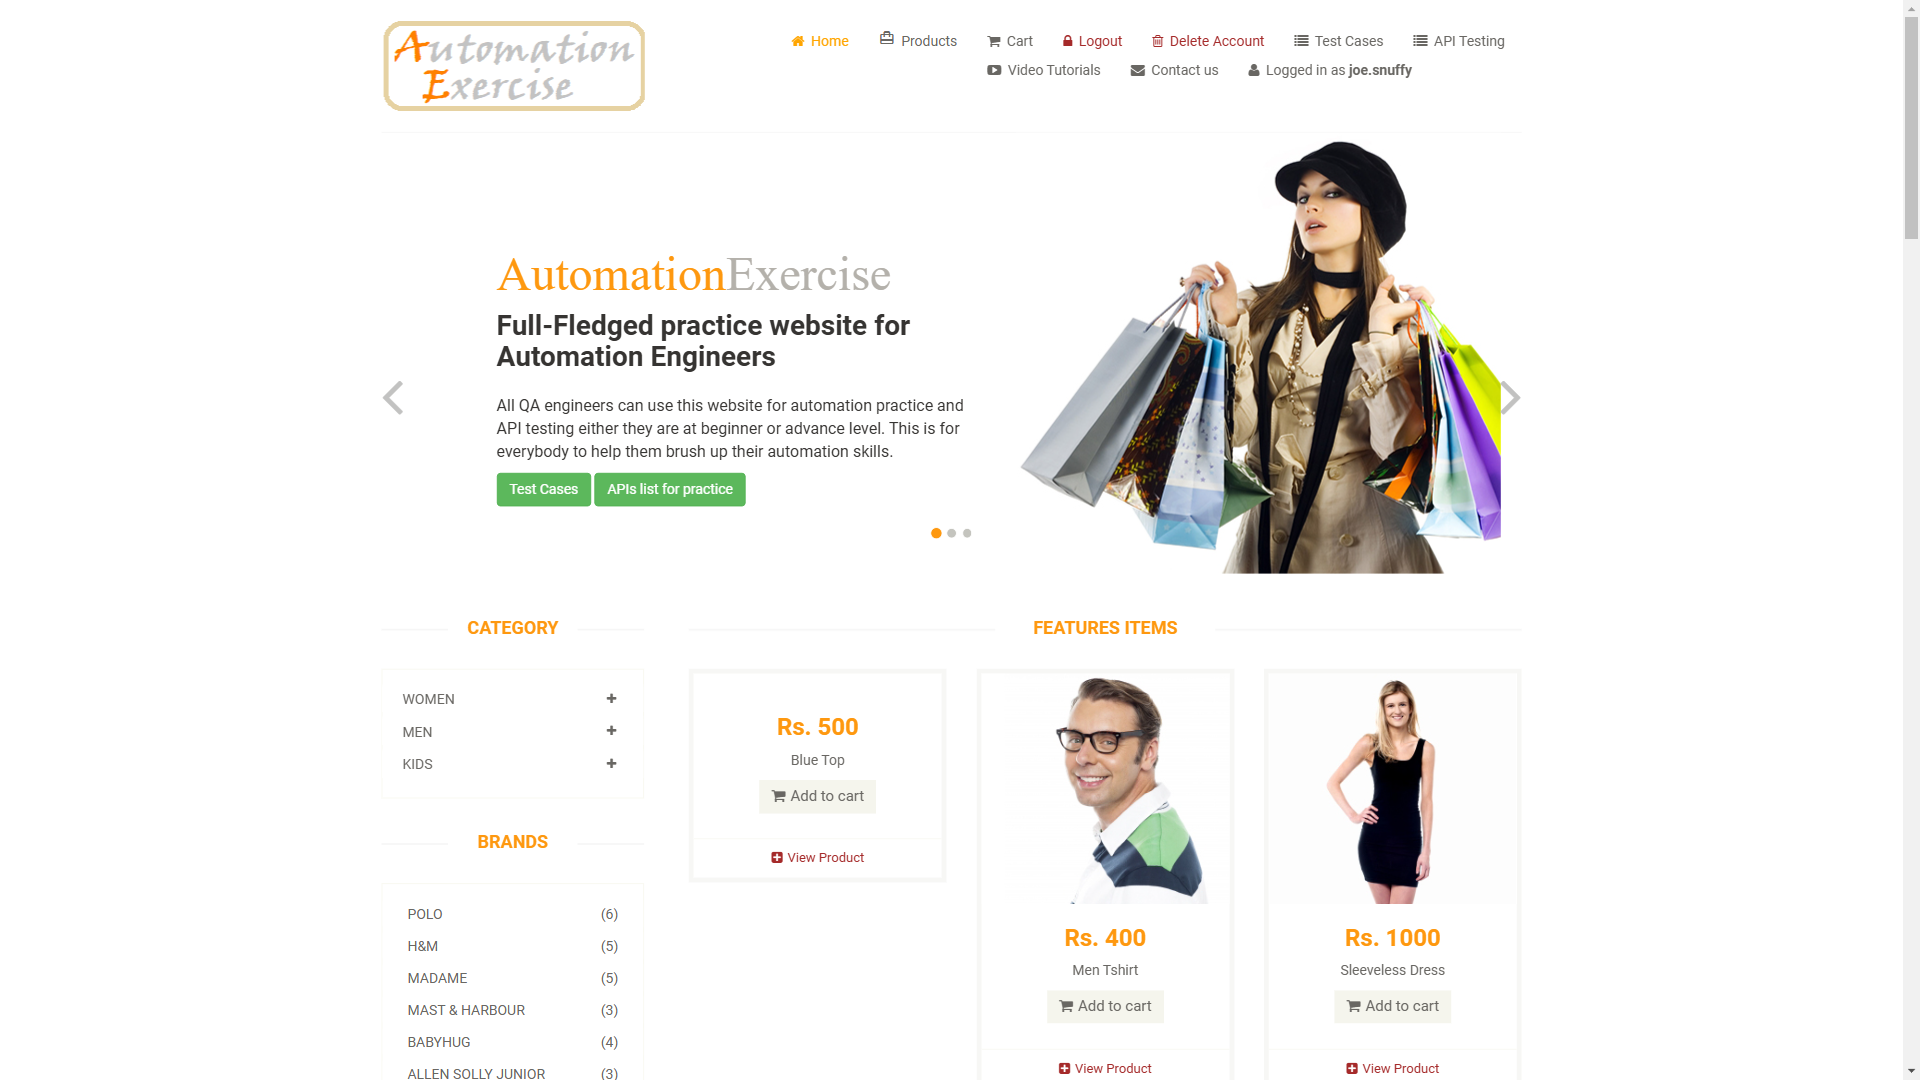 Automation
Exercise
Home
Products
Cart
Logout
Delete Account
Test Cases
API Testing
Video Tutorials
Contact us
Logged in as joe.snuffy
AutomationExercise
Full-Fledged practice website for
Automation Engineers
All QA engineers can use this website for automation practice and
API testing either they are at beginner or advance level. This is for
everybody to help them brush up their automation skills.
Test Cases
APIs list for practice
CATEGORY
WOMEN
MEN
KIDS
BRANDS
POLO (6)
H&M (5)
MADAME (5)
MAST & HARBOUR (3)
BABYHUG (4)
ALLEN SOLLY JUNIOR (3)
FEATURES ITEMS
Rs. 500
Blue Top
Add to cart
View Product
Rs. 400
Men Tshirt
Add to cart
View Product
Rs. 1000
Sleeveless Dress
Add to cart
View Product